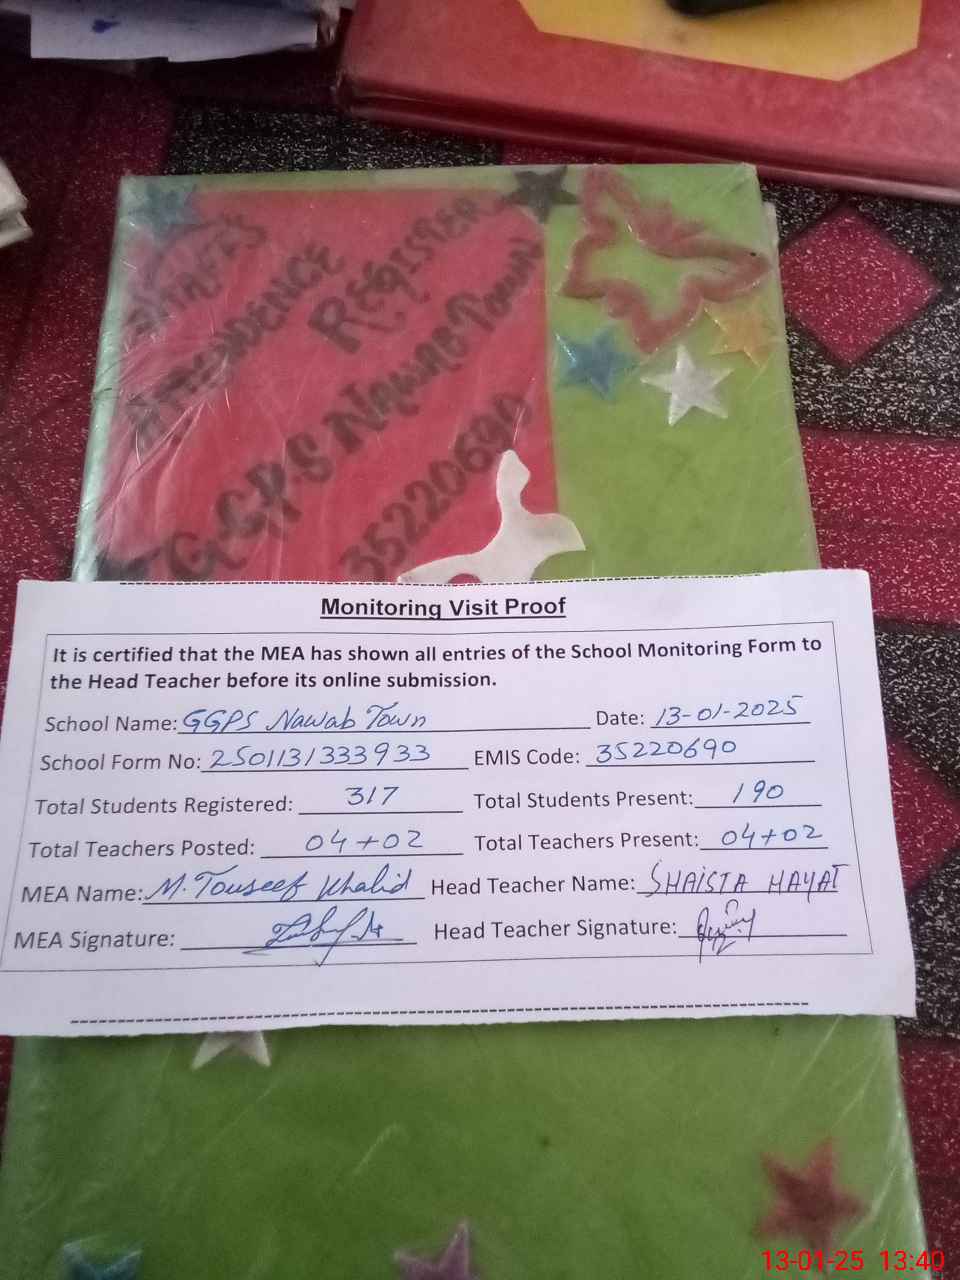 STAFF'S
ATTENDENCE
REGISTER
GGPS Nawab Town
35220690
Monitoring Visit Proof
It is certified that the MEA has shown all entries of the School Monitoring Form to
the Head Teacher before its online submission.
School Name: GGPS Nawab Town Date: 13-01-2025
School Form No: 2501131333933 EMIS Code: 35220690
Total Students Registered: 317 Total Students Present: 190
Total Teachers Posted: 04+02 Total Teachers Present: 04+02
MEA Name: M. Touseef Khalid Head Teacher Name: SHAISTA HAYAT
MEA Signature: Head Teacher Signature:
13-01-25 13:40